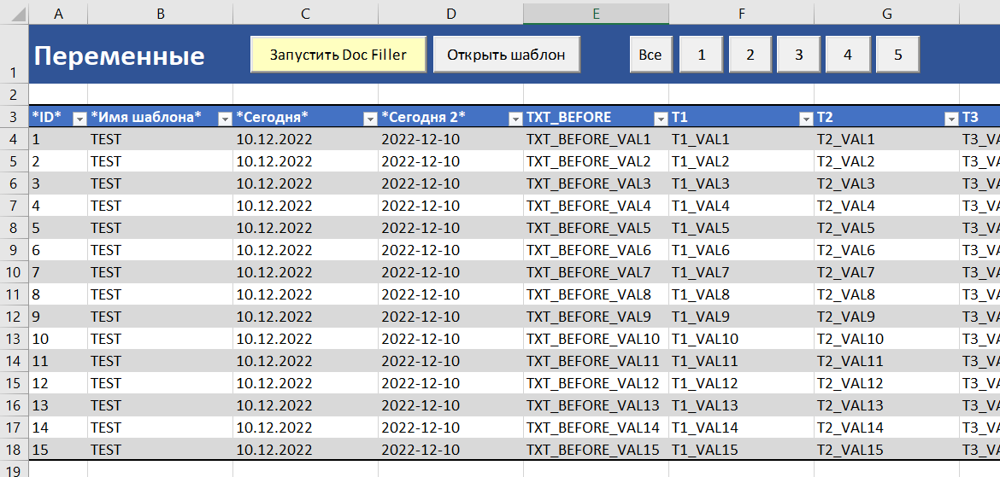 A B C D E F G
1 Переменные Запустить Doc Filler Открыть шаблон Все 1 2 3 4 5
2
3 *ID* *Имя шаблона* *Сегодня* *Сегодня 2* TXT_BEFORE T1 T2 T3
4 1 TEST 10.12.2022 2022-12-10 TXT_BEFORE_VAL1 T1_VAL1 T2_VAL1 T3_VA
5 2 TEST 10.12.2022 2022-12-10 TXT_BEFORE_VAL2 T1_VAL2 T2_VAL2 T3_VA
6 3 TEST 10.12.2022 2022-12-10 TXT_BEFORE_VAL3 T1_VAL3 T2_VAL3 T3_VA
7 4 TEST 10.12.2022 2022-12-10 TXT_BEFORE_VAL4 T1_VAL4 T2_VAL4 T3_VA
8 5 TEST 10.12.2022 2022-12-10 TXT_BEFORE_VAL5 T1_VAL5 T2_VAL5 T3_VA
9 6 TEST 10.12.2022 2022-12-10 TXT_BEFORE_VAL6 T1_VAL6 T2_VAL6 T3_VA
10 7 TEST 10.12.2022 2022-12-10 TXT_BEFORE_VAL7 T1_VAL7 T2_VAL7 T3_VA
11 8 TEST 10.12.2022 2022-12-10 TXT_BEFORE_VAL8 T1_VAL8 T2_VAL8 T3_VA
12 9 TEST 10.12.2022 2022-12-10 TXT_BEFORE_VAL9 T1_VAL9 T2_VAL9 T3_VA
13 10 TEST 10.12.2022 2022-12-10 TXT_BEFORE_VAL10 T1_VAL10 T2_VAL10 T3_VA
14 11 TEST 10.12.2022 2022-12-10 TXT_BEFORE_VAL11 T1_VAL11 T2_VAL11 T3_VA
15 12 TEST 10.12.2022 2022-12-10 TXT_BEFORE_VAL12 T1_VAL12 T2_VAL12 T3_VA
16 13 TEST 10.12.2022 2022-12-10 TXT_BEFORE_VAL13 T1_VAL13 T2_VAL13 T3_VA
17 14 TEST 10.12.2022 2022-12-10 TXT_BEFORE_VAL14 T1_VAL14 T2_VAL14 T3_VA
18 15 TEST 10.12.2022 2022-12-10 TXT_BEFORE_VAL15 T1_VAL15 T2_VAL15 T3_VA
19